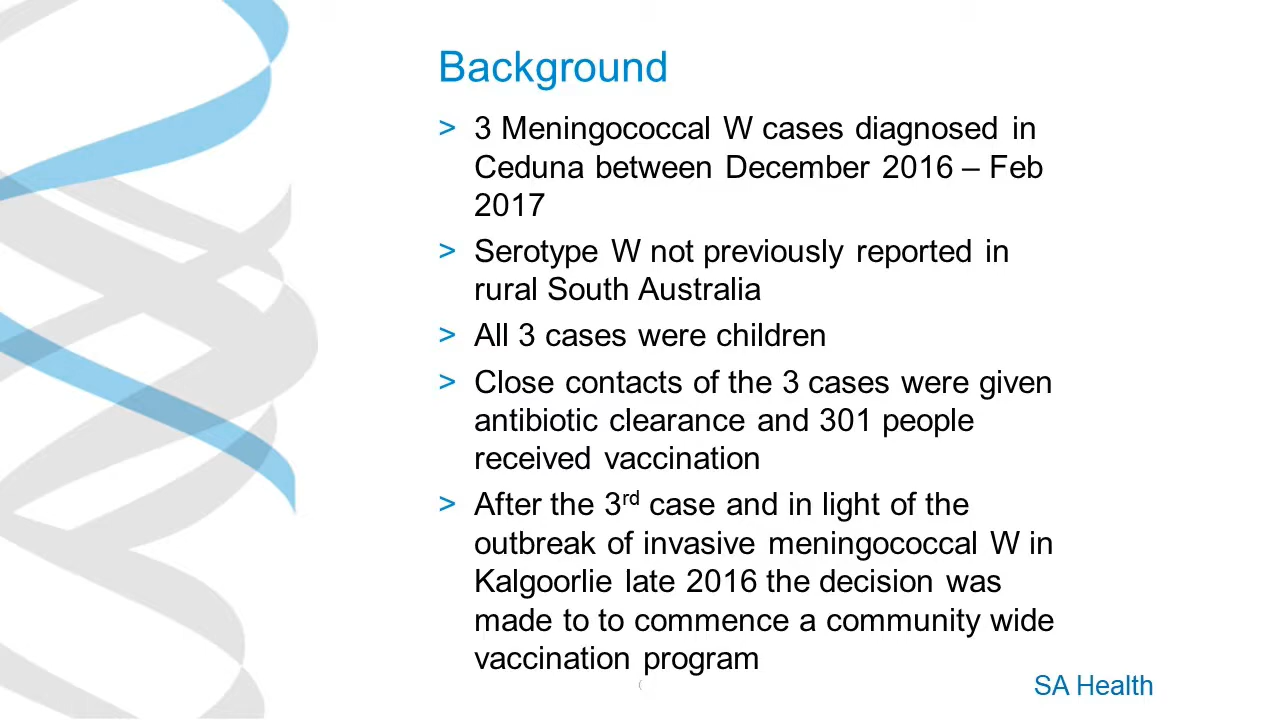 Background
> 3 Meningococcal W cases diagnosed in
Ceduna between December 2016 – Feb
2017
> Serotype W not previously reported in
rural South Australia
> All 3 cases were children
> Close contacts of the 3 cases were given
antibiotic clearance and 301 people
received vaccination
> After the 3rd case and in light of the
outbreak of invasive meningococcal W in
Kalgoorlie late 2016 the decision was
made to to commence a community wide
vaccination program
SA Health